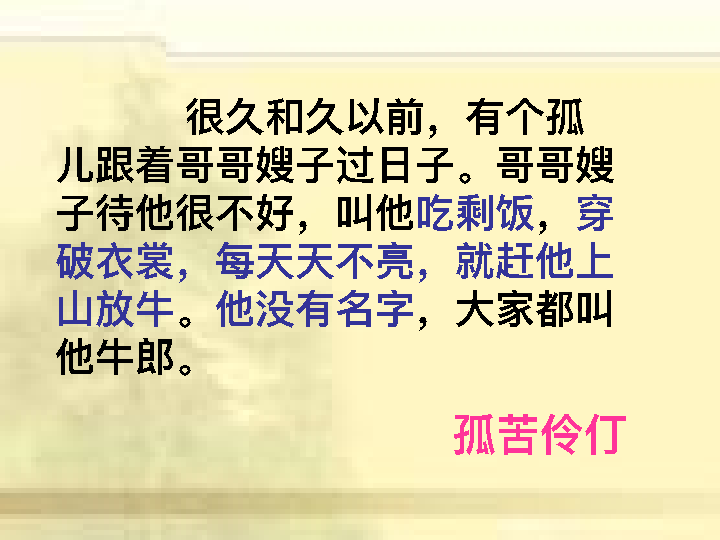 很久和久以前，有个孤
儿跟着哥哥嫂子过日子。哥哥嫂
子待他很不好，叫他吃剩饭，穿
破衣裳，每天天不亮，就赶他上
山放牛。他没有名字，大家都叫
他牛郎。
孤苦伶仃